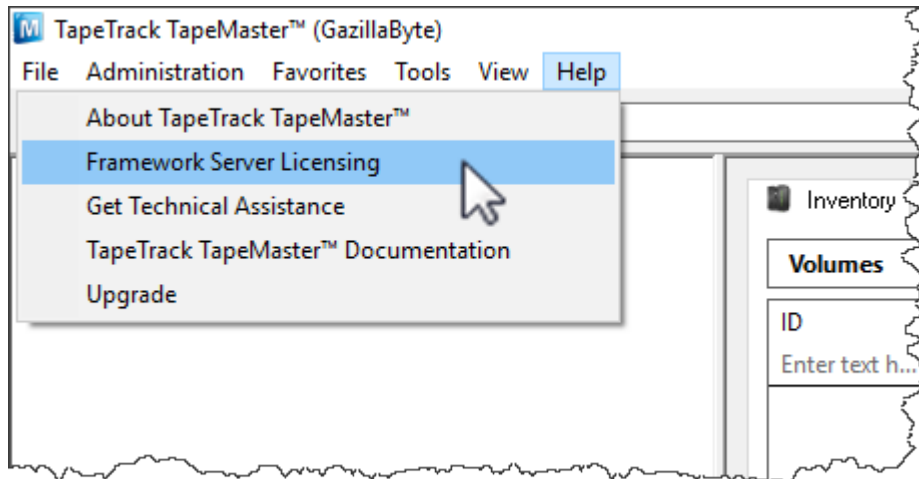 TapeTrack TapeMaster™ (GazillaByte)
File Administration Favorites Tools View Help
About TapeTrack TapeMaster™
Framework Server Licensing
Get Technical Assistance
TapeTrack TapeMaster™ Documentation
Upgrade
Inventory
Volumes
ID
Enter text h...